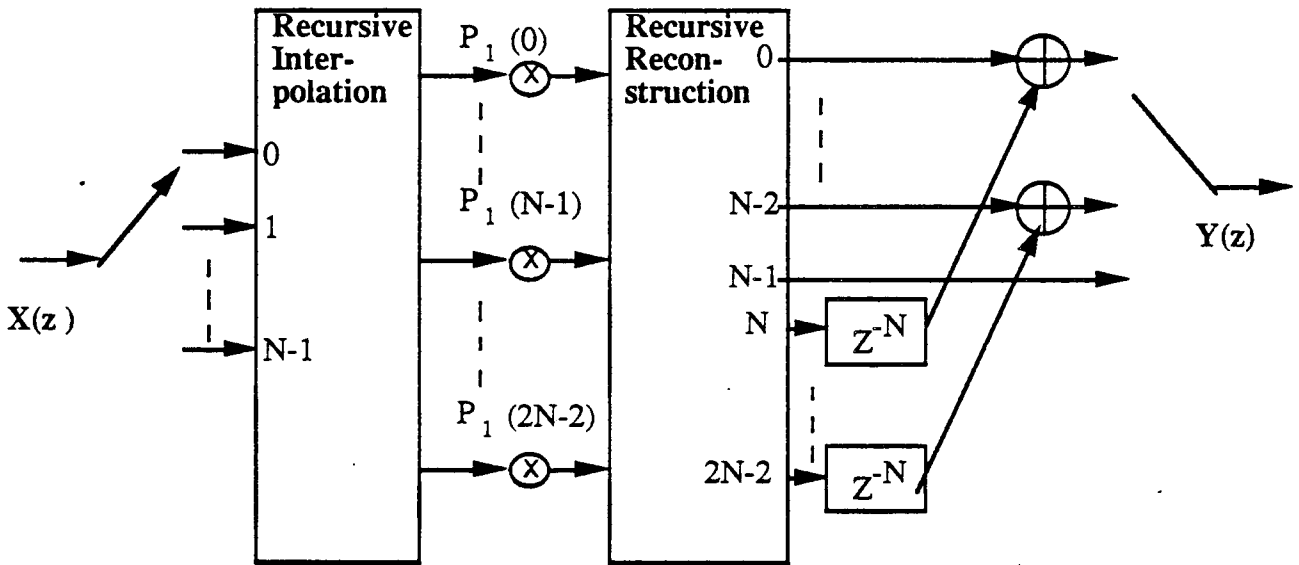 Recursive
Inter-
polation
P₁ (0)
X
Recursive
Recon-
struction
0
0
1
N-1
X(z )
P₁ (N-1)
X
P₁ (2N-2)
X
N-2
N-1
N
Z⁻ᴺ
2N-2
Z⁻ᴺ
Y(z)